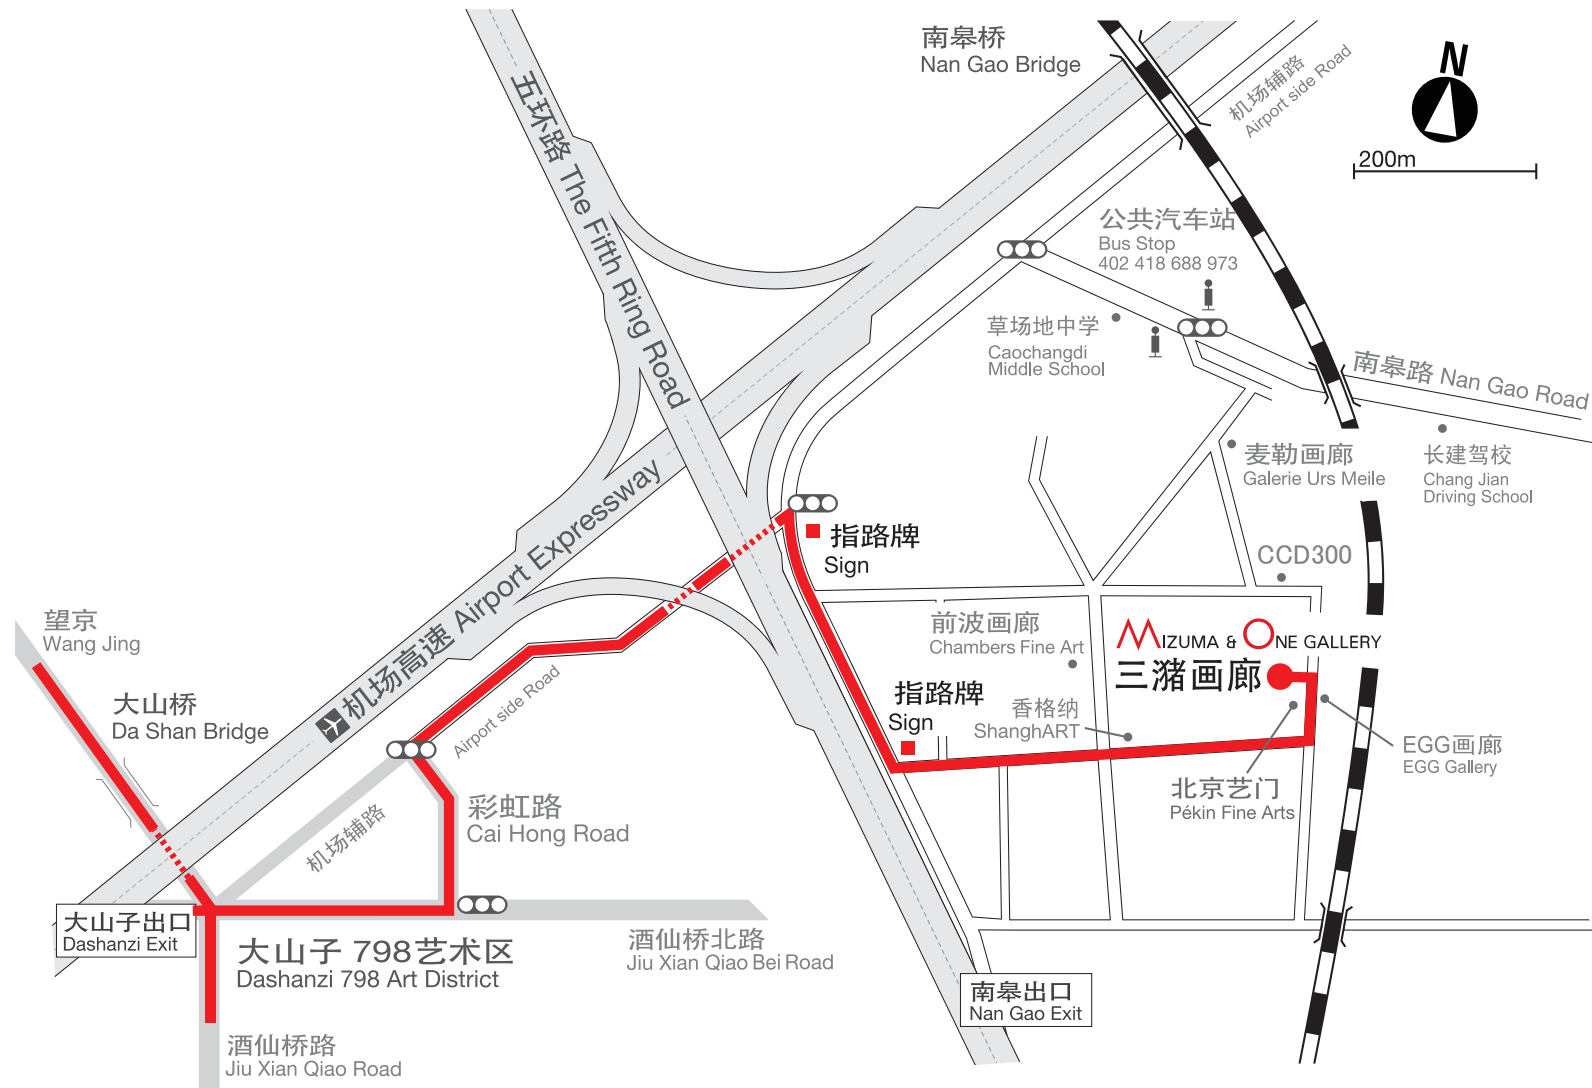 南皋桥
Nan Gao Bridge
N
200m
机场辅路
Airport side Road
五环路 The Fifth Ring Road
公共汽车站
Bus Stop
402 418 688 973
草场地中学
Caochangdi
Middle School
南皋路 Nan Gao Road
麦勒画廊
Galerie Urs Meile
长建驾校
Chang Jian
Driving School
机场高速 Airport Expressway
指路牌
Sign
CCD300
望京
Wang Jing
前波画廊
Chambers Fine Art
MIZUMA & ONE GALLERY
三潴画廊
大山桥
Da Shan Bridge
指路牌
Sign
香格纳
ShanghART
Airport side Road
EGG画廊
EGG Gallery
北京艺门
Pékin Fine Arts
彩虹路
Cai Hong Road
机场辅路
大山子出口
Dashanzi Exit
大山子 798艺术区
Dashanzi 798 Art District
酒仙桥北路
Jiu Xian Qiao Bei Road
南皋出口
Nan Gao Exit
酒仙桥路
Jiu Xian Qiao Road